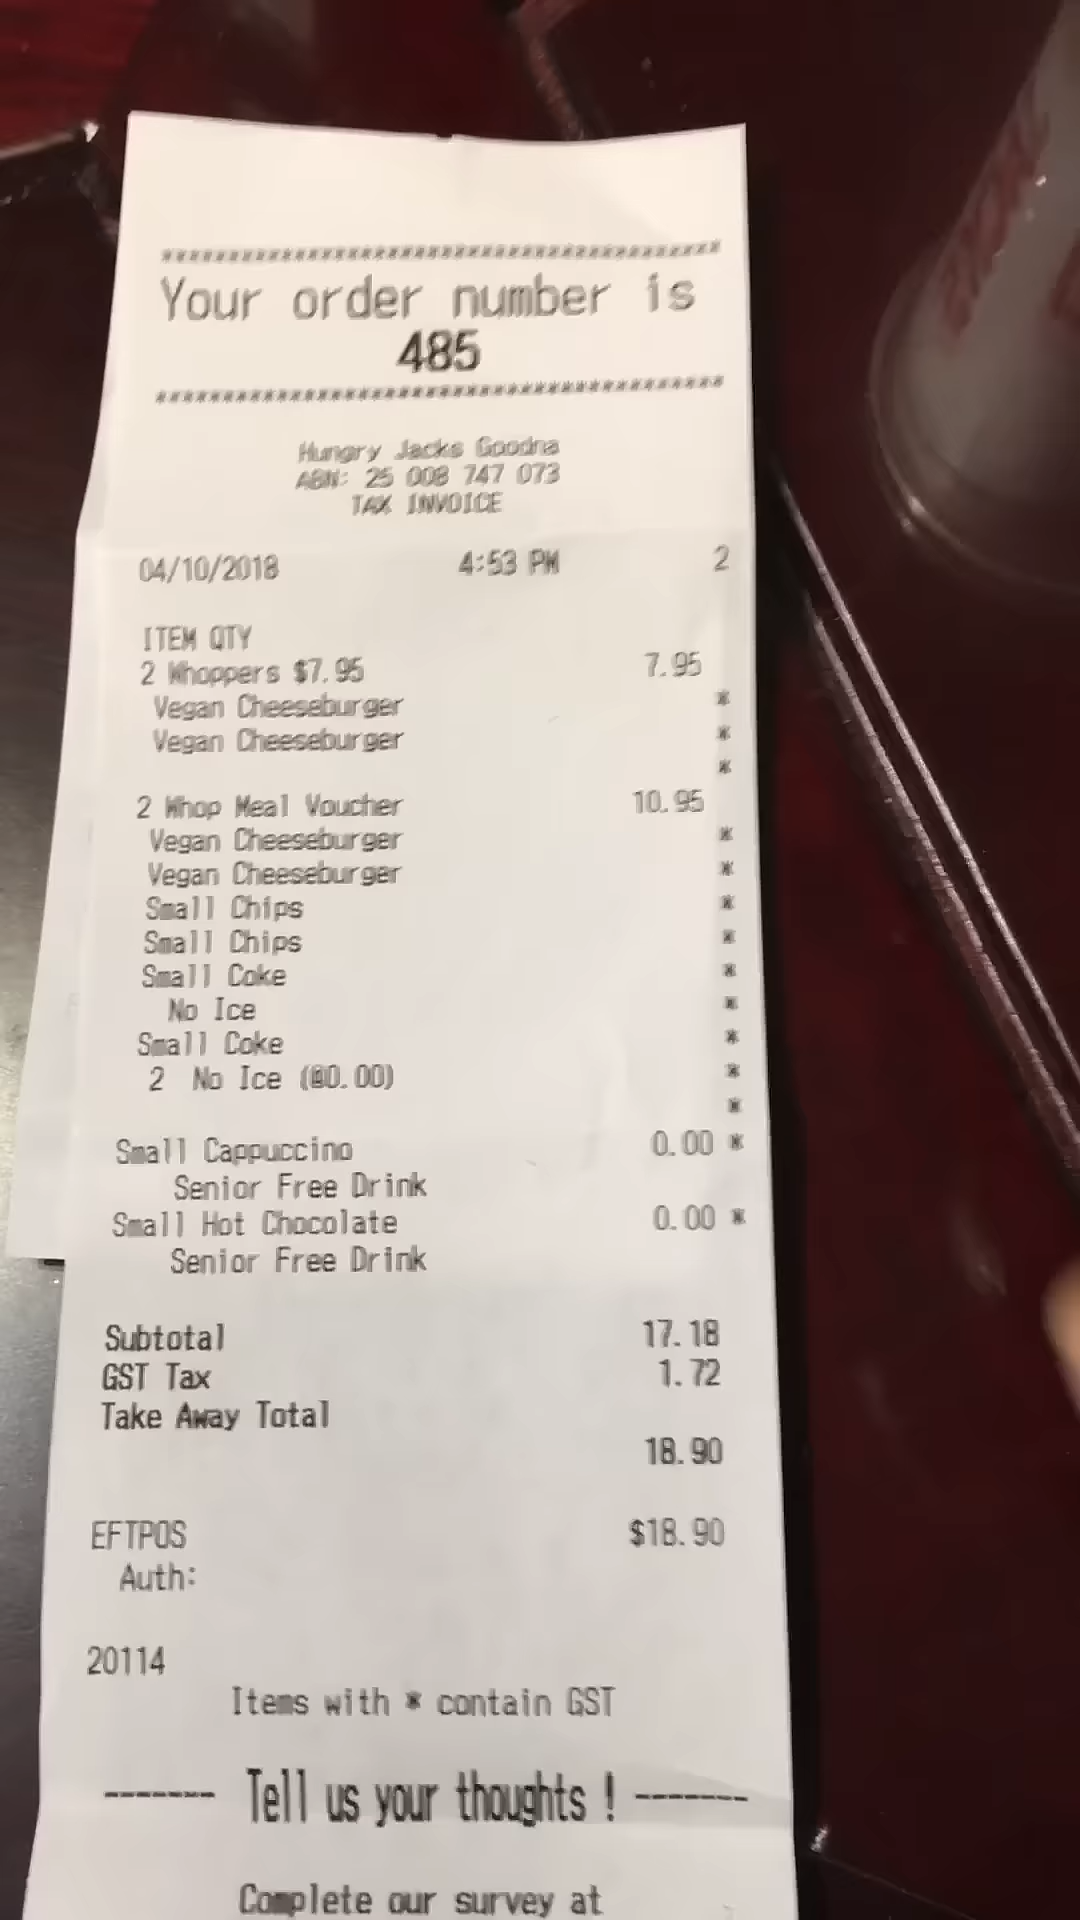 ****************************************
Your order number is
485
****************************************
Hungry Jacks Goodna
ABN: 25 008 747 073
TAX INVOICE
04/10/2018 4:53 PM 2
ITEM QTY
2 Whoppers $7.95 7.95
Vegan Cheeseburger *
Vegan Cheeseburger *
*
2 Whop Meal Voucher 10.95
Vegan Cheeseburger *
Vegan Cheeseburger *
Small Chips *
Small Chips *
Small Coke *
No Ice *
Small Coke *
2 No Ice (@0.00) *
*
Small Cappuccino 0.00 *
Senior Free Drink
Small Hot Chocolate 0.00 *
Senior Free Drink
Subtotal 17.18
GST Tax 1.72
Take Away Total
18.90
EFTPOS $18.90
Auth:
20114
Items with * contain GST
------- Tell us your thoughts ! -------
Complete our survey at